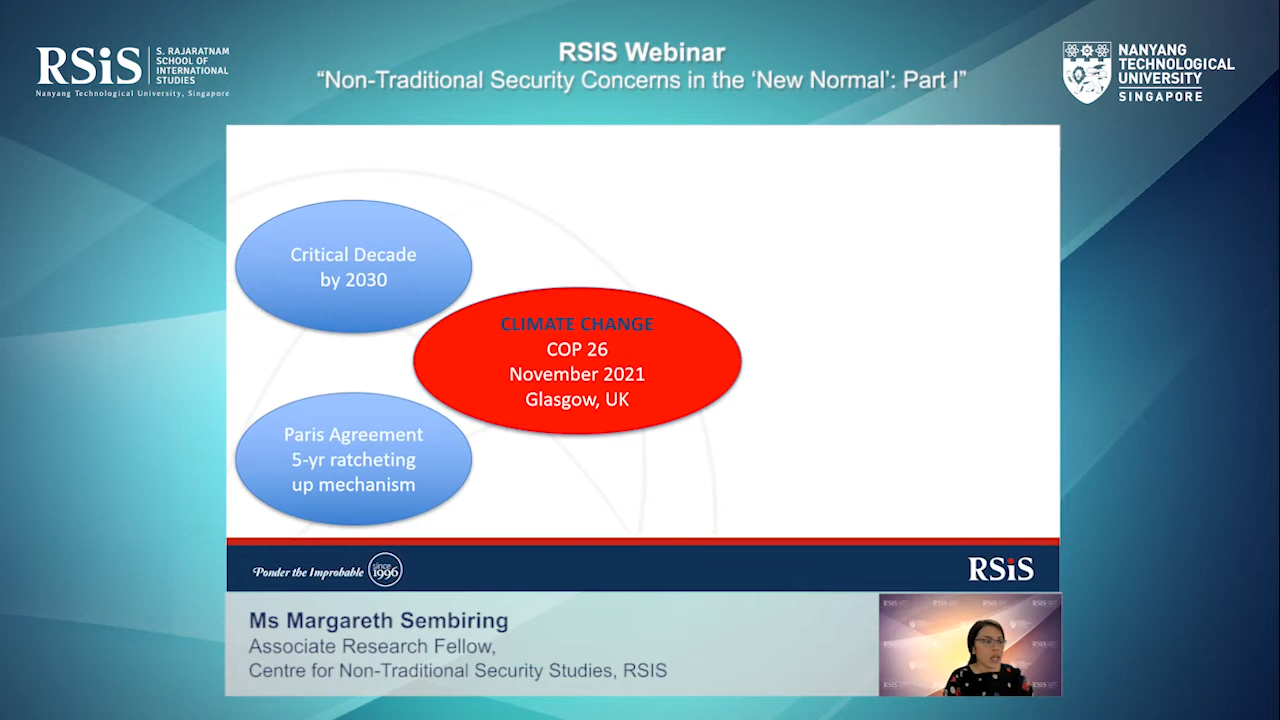 RSiS
S. RAJARATNAM
SCHOOL OF
INTERNATIONAL
STUDIES
Nanyang Technological University, Singapore
RSIS Webinar
“Non-Traditional Security Concerns in the ‘New Normal’: Part I”
NANYANG
TECHNOLOGICAL
UNIVERSITY
SINGAPORE
Critical Decade
by 2030
CLIMATE CHANGE
COP 26
November 2021
Glasgow, UK
Paris Agreement
5-yr ratcheting
up mechanism
Ponder the Improbable
since
1996
RSiS
Ms Margareth Sembiring
Associate Research Fellow,
Centre for Non-Traditional Security Studies, RSIS